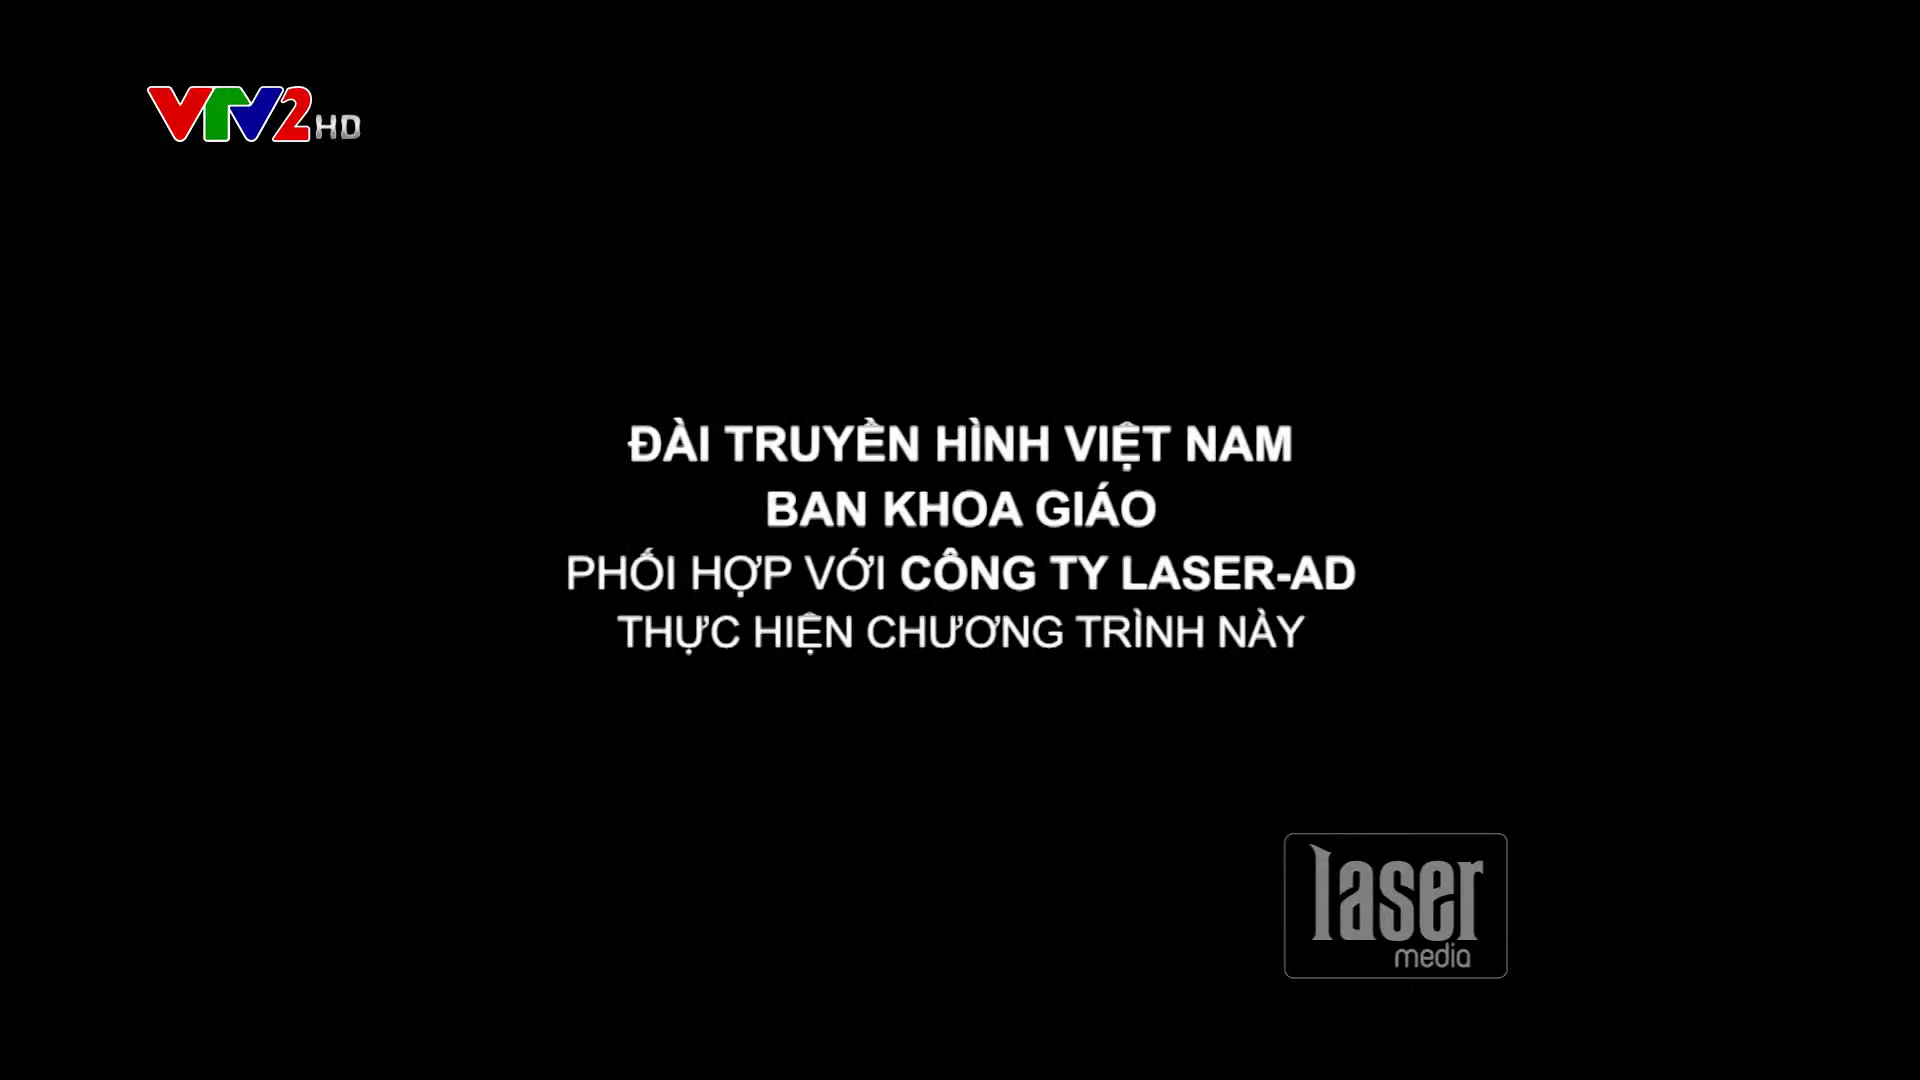 VTV2 HD
ĐÀI TRUYỀN HÌNH VIỆT NAM
BAN KHOA GIÁO
PHỐI HỢP VỚI CÔNG TY LASER-AD
THỰC HIỆN CHƯƠNG TRÌNH NÀY
laser
media